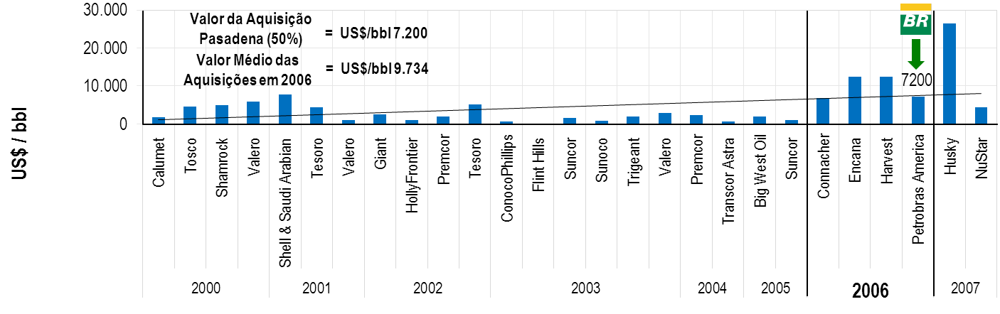 30.000
20.000
10.000
0
US$ / bbl
Valor da Aquisição
Pasadena (50%)
= US$/bbl 7.200
Valor Médio das
Aquisições em 2006
= US$/bbl 9.734
BR
7200
Calumet
Tosco
Shamrock
Valero
Shell & Saudi Arabian
Tesoro
Valero
Giant
HollyFrontier
Premcor
Tesoro
ConocoPhillips
Flint Hills
Suncor
Sunoco
Trigeant
Valero
Premcor
Transcor Astra
Big West Oil
Suncor
Connacher
Encana
Harvest
Petrobras America
Husky
NuStar
2000
2001
2002
2003
2004
2005
2006
2007